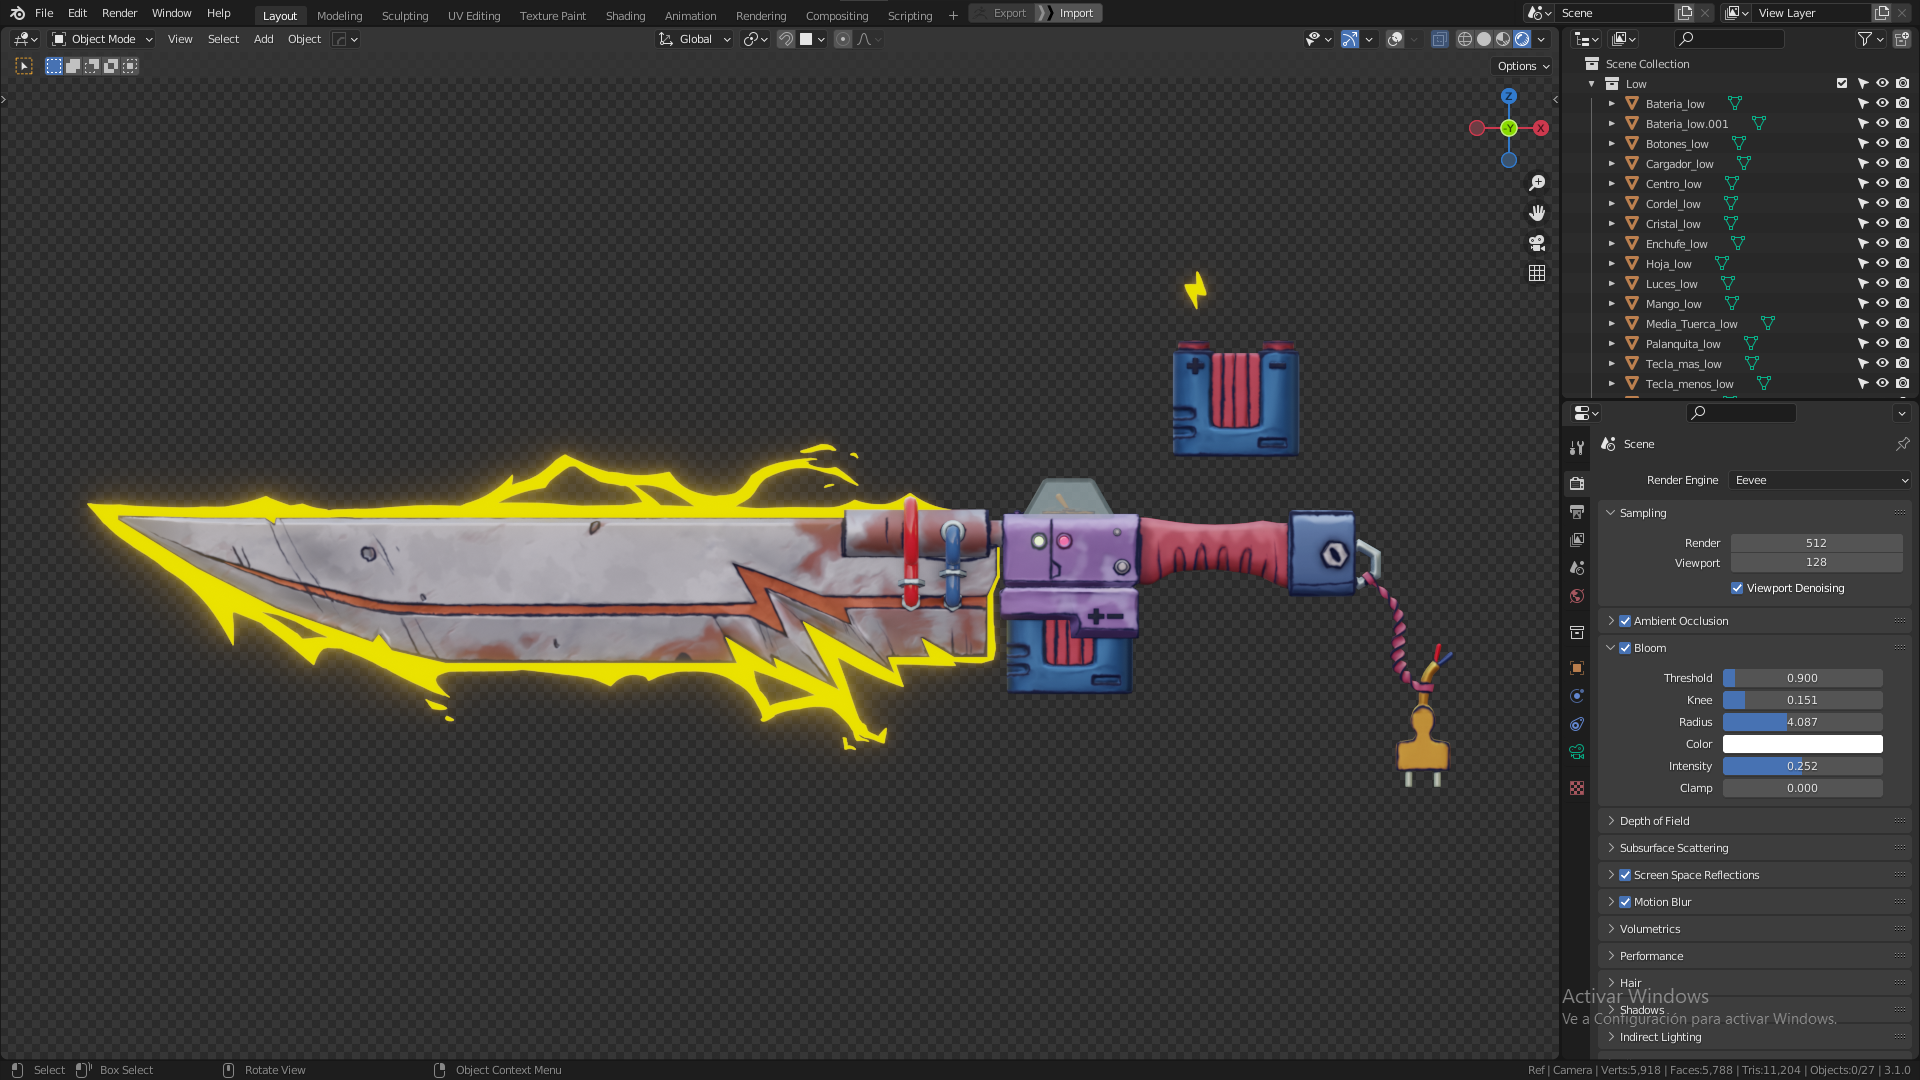 File Edit Render Window Help Layout Modeling Sculpting UV Editing Texture Paint Shading Animation Rendering Compositing Scripting + Export Import Scene View Layer
Object Mode View Select Add Object Global
Options
Z
X
Y
Scene Collection
Low
Bateria_low
Bateria_low.001
Botones_low
Cargador_low
Centro_low
Cordel_low
Cristal_low
Enchufe_low
Hoja_low
Luces_low
Mango_low
Media_Tuerca_low
Palanquita_low
Tecla_mas_low
Tecla_menos_low
Scene
Render Engine Eevee
Sampling
Render 512
Viewport 128
Viewport Denoising
Ambient Occlusion
Bloom
Threshold 0.900
Knee 0.151
Radius 4.087
Color
Intensity 0.252
Clamp 0.000
Depth of Field
Subsurface Scattering
Screen Space Reflections
Motion Blur
Volumetrics
Performance
Hair
Activar Windows
Shadows
Ve a Configuración para activar Windows.
Indirect Lighting
Select Box Select Rotate View Object Context Menu Ref | Camera | Verts:5,918 | Faces:5,788 | Tris:11,204 | Objects:0/27 | 3.1.0